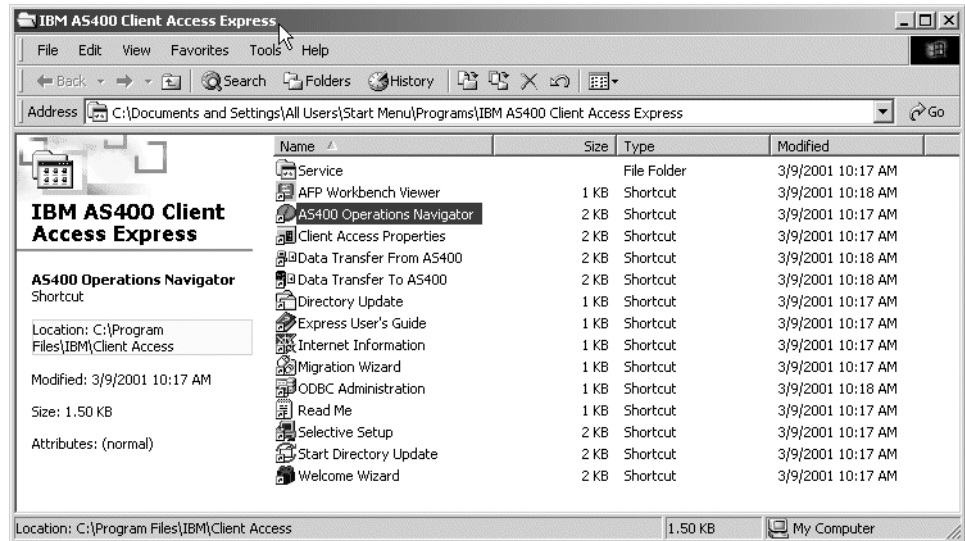 IBM AS400 Client Access Express
File Edit View Favorites Tools Help
Back Search Folders History
Address C:\Documents and Settings\All Users\Start Menu\Programs\IBM AS400 Client Access Express Go
IBM AS400 Client
Access Express
AS400 Operations Navigator
Shortcut
Location: C:\Program
Files\IBM\Client Access
Modified: 3/9/2001 10:17 AM
Size: 1.50 KB
Attributes: (normal)
Name Size Type Modified
Service File Folder 3/9/2001 10:17 AM
AFP Workbench Viewer 1 KB Shortcut 3/9/2001 10:18 AM
AS400 Operations Navigator 2 KB Shortcut 3/9/2001 10:17 AM
Client Access Properties 2 KB Shortcut 3/9/2001 10:17 AM
Data Transfer From AS400 2 KB Shortcut 3/9/2001 10:18 AM
Data Transfer To AS400 2 KB Shortcut 3/9/2001 10:18 AM
Directory Update 1 KB Shortcut 3/9/2001 10:17 AM
Express User's Guide 1 KB Shortcut 3/9/2001 10:17 AM
Internet Information 1 KB Shortcut 3/9/2001 10:17 AM
Migration Wizard 1 KB Shortcut 3/9/2001 10:17 AM
ODBC Administration 1 KB Shortcut 3/9/2001 10:18 AM
Read Me 1 KB Shortcut 3/9/2001 10:17 AM
Selective Setup 2 KB Shortcut 3/9/2001 10:17 AM
Start Directory Update 2 KB Shortcut 3/9/2001 10:17 AM
Welcome Wizard 2 KB Shortcut 3/9/2001 10:17 AM
Location: C:\Program Files\IBM\Client Access 1.50 KB My Computer